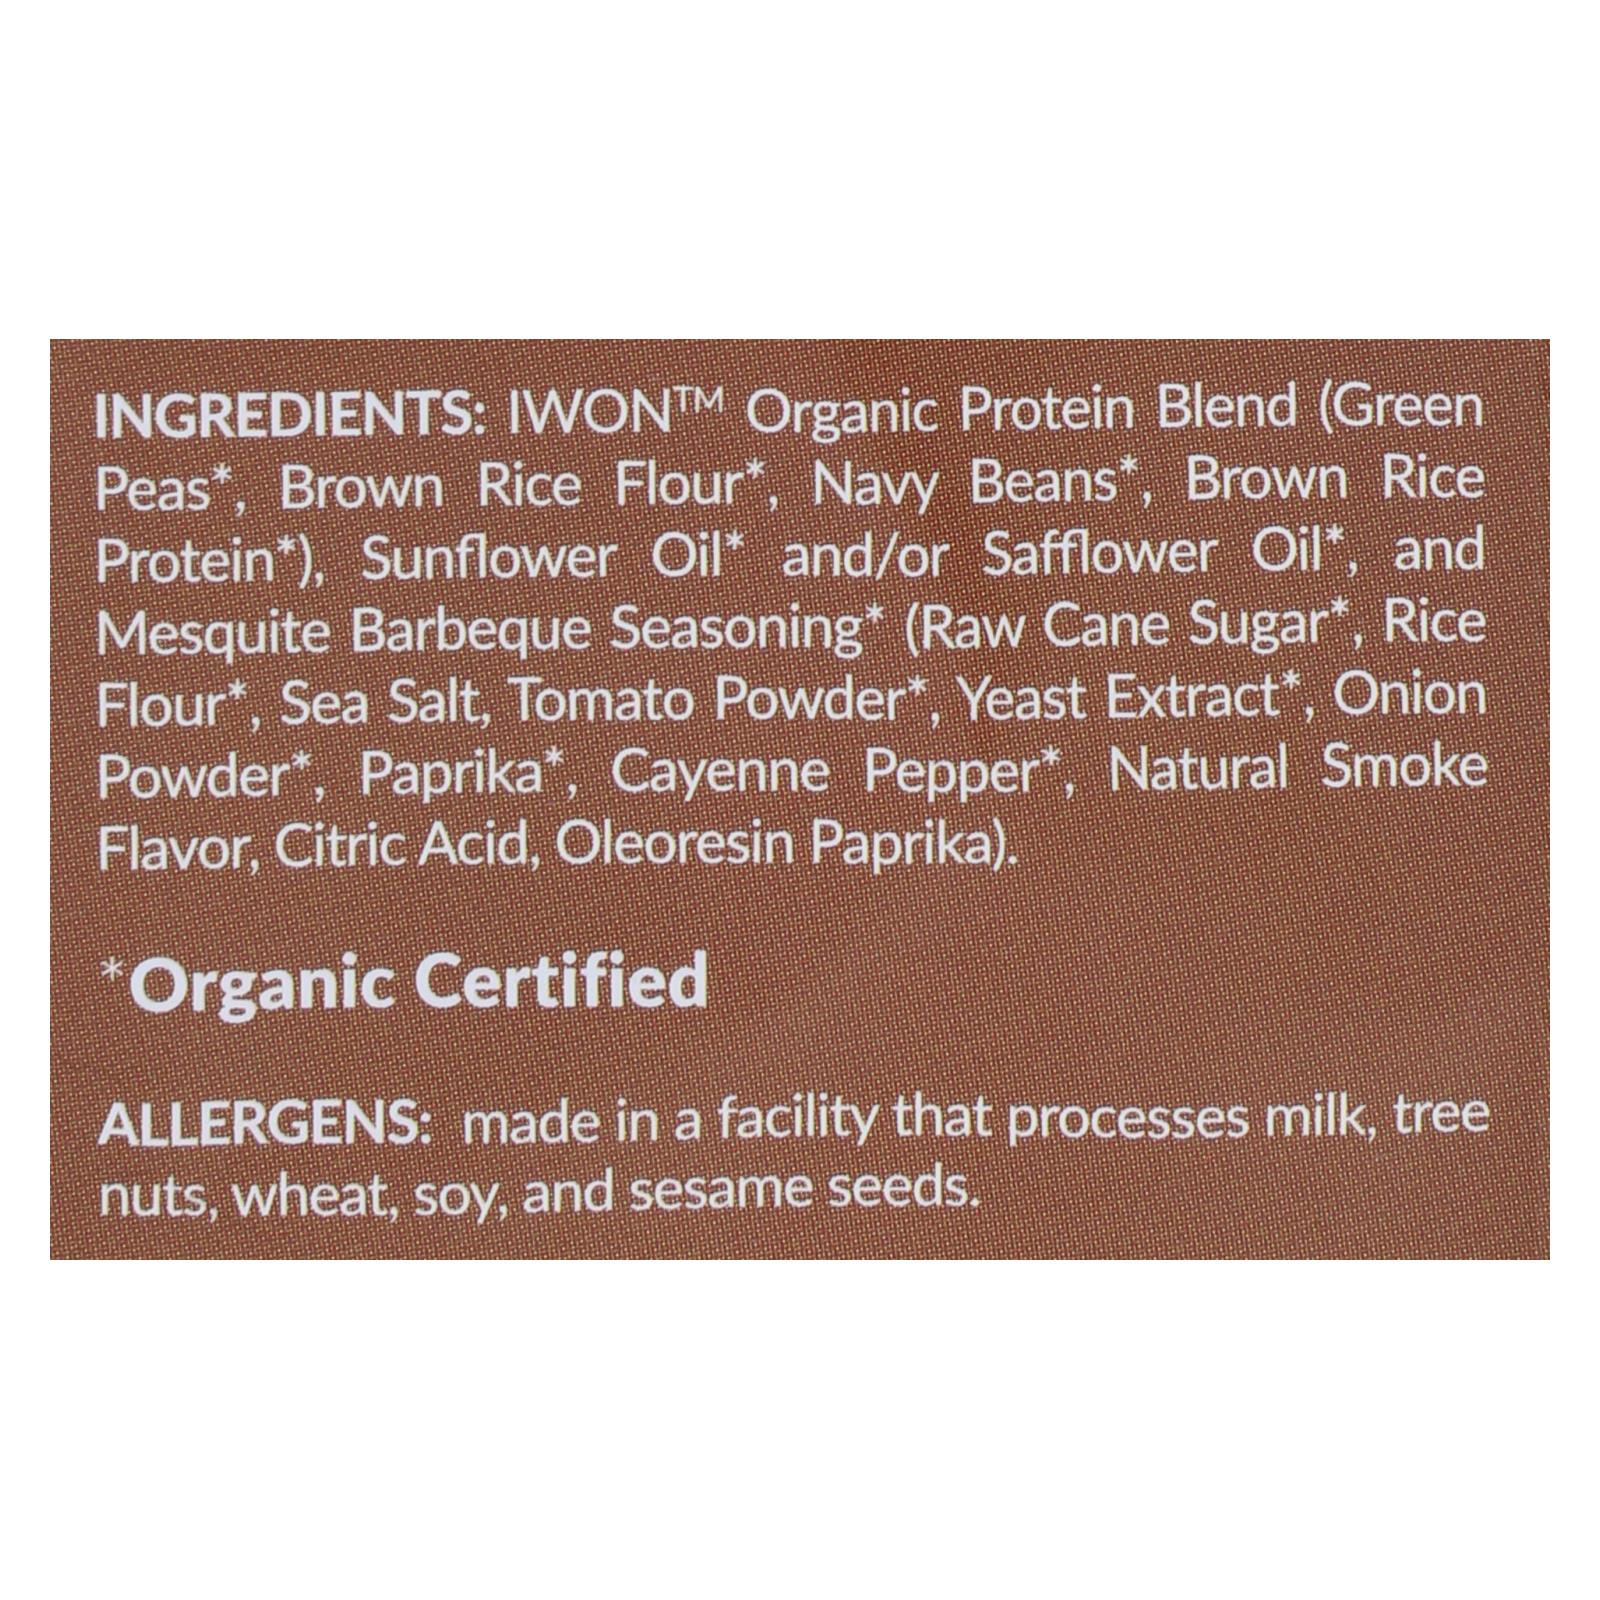 INGREDIENTS: IWON™ Organic Protein Blend (Green
Peas*, Brown Rice Flour*, Navy Beans*, Brown Rice
Protein*), Sunflower Oil* and/or Safflower Oil*, and
Mesquite Barbeque Seasoning* (Raw Cane Sugar*, Rice
Flour*, Sea Salt, Tomato Powder*, Yeast Extract*, Onion
Powder*, Paprika*, Cayenne Pepper*, Natural Smoke
Flavor, Citric Acid, Oleoresin Paprika).
*Organic Certified
ALLERGENS: made in a facility that processes milk, tree
nuts, wheat, soy, and sesame seeds.